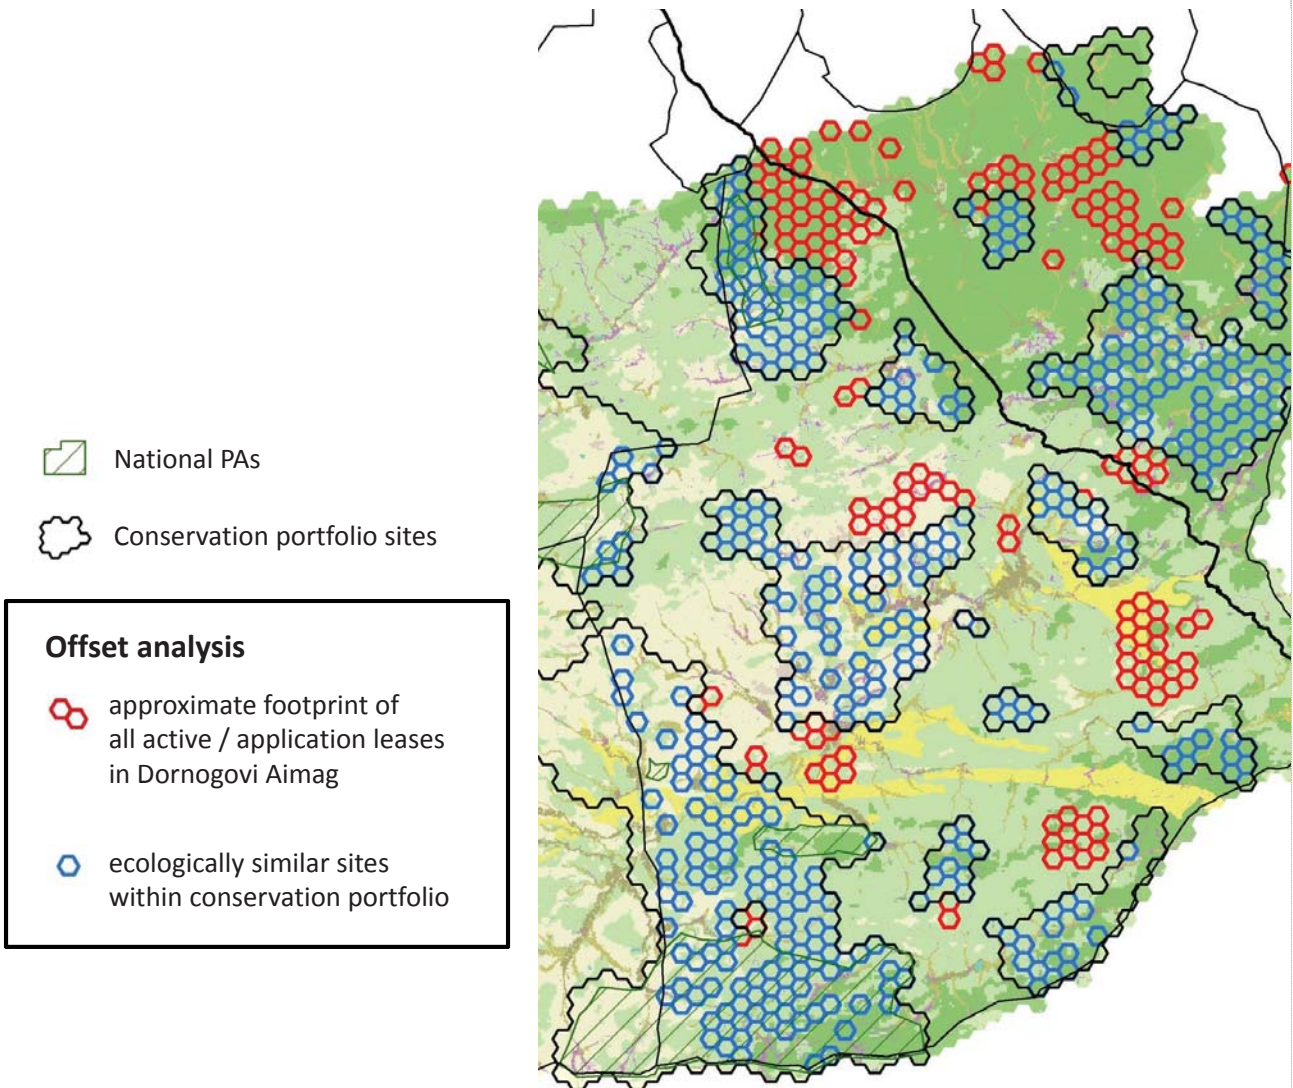 National PAs
Conservation portfolio sites
Offset analysis
approximate footprint of
all active / application leases
in Dornogovi Aimag
ecologically similar sites
within conservation portfolio